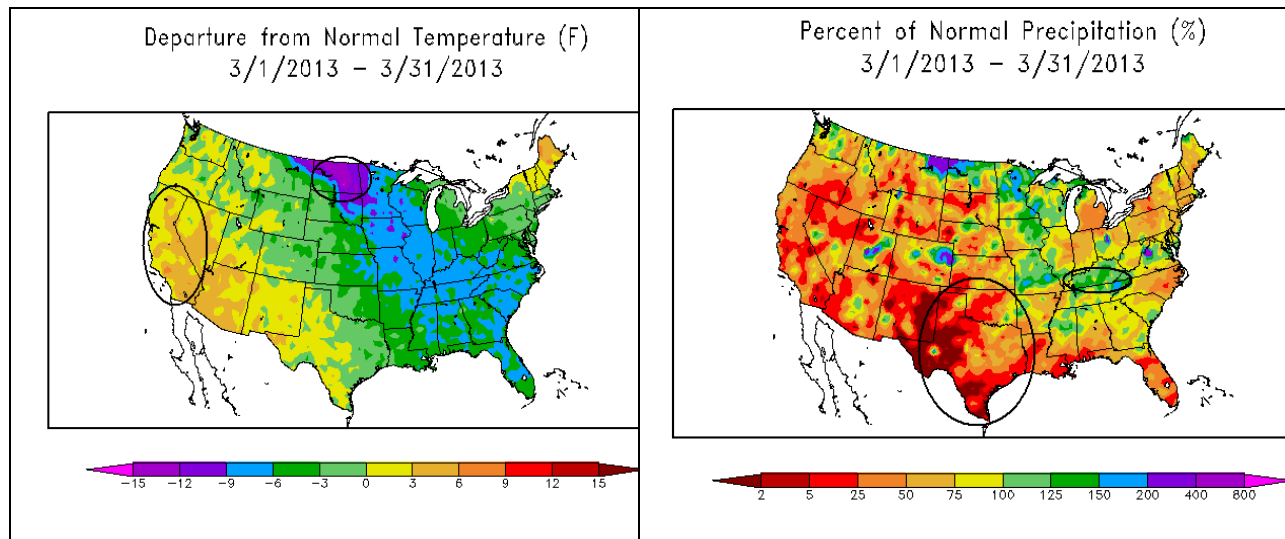 Departure from Normal Temperature (F)
3/1/2013 – 3/31/2013
-15 -12 -9 -6 -3 0 3 6 9 12 15
Percent of Normal Precipitation (%)
3/1/2013 – 3/31/2013
2 5 25 50 75 100 125 150 200 400 800